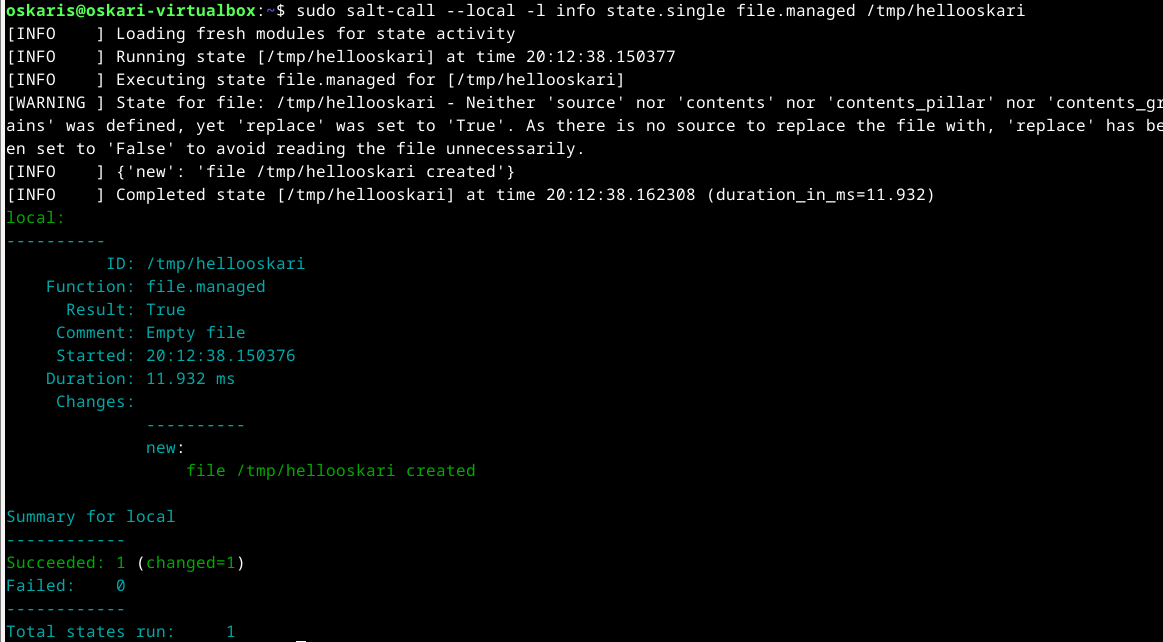 oskaris@oskari-virtualbox:~$ sudo salt-call --local -l info state.single file.managed /tmp/hellooskari
[INFO    ] Loading fresh modules for state activity
[INFO    ] Running state [/tmp/hellooskari] at time 20:12:38.150377
[INFO    ] Executing state file.managed for [/tmp/hellooskari]
[WARNING ] State for file: /tmp/hellooskari - Neither 'source' nor 'contents' nor 'contents_pillar' nor 'contents_gr
ains' was defined, yet 'replace' was set to 'True'. As there is no source to replace the file with, 'replace' has be
en set to 'False' to avoid reading the file unnecessarily.
[INFO    ] {'new': 'file /tmp/hellooskari created'}
[INFO    ] Completed state [/tmp/hellooskari] at time 20:12:38.162308 (duration_in_ms=11.932)
local:
----------
          ID: /tmp/hellooskari
    Function: file.managed
      Result: True
     Comment: Empty file
     Started: 20:12:38.150376
    Duration: 11.932 ms
     Changes:
              ----------
              new:
                  file /tmp/hellooskari created

Summary for local
------------
Succeeded: 1 (changed=1)
Failed:    0
------------
Total states run:     1